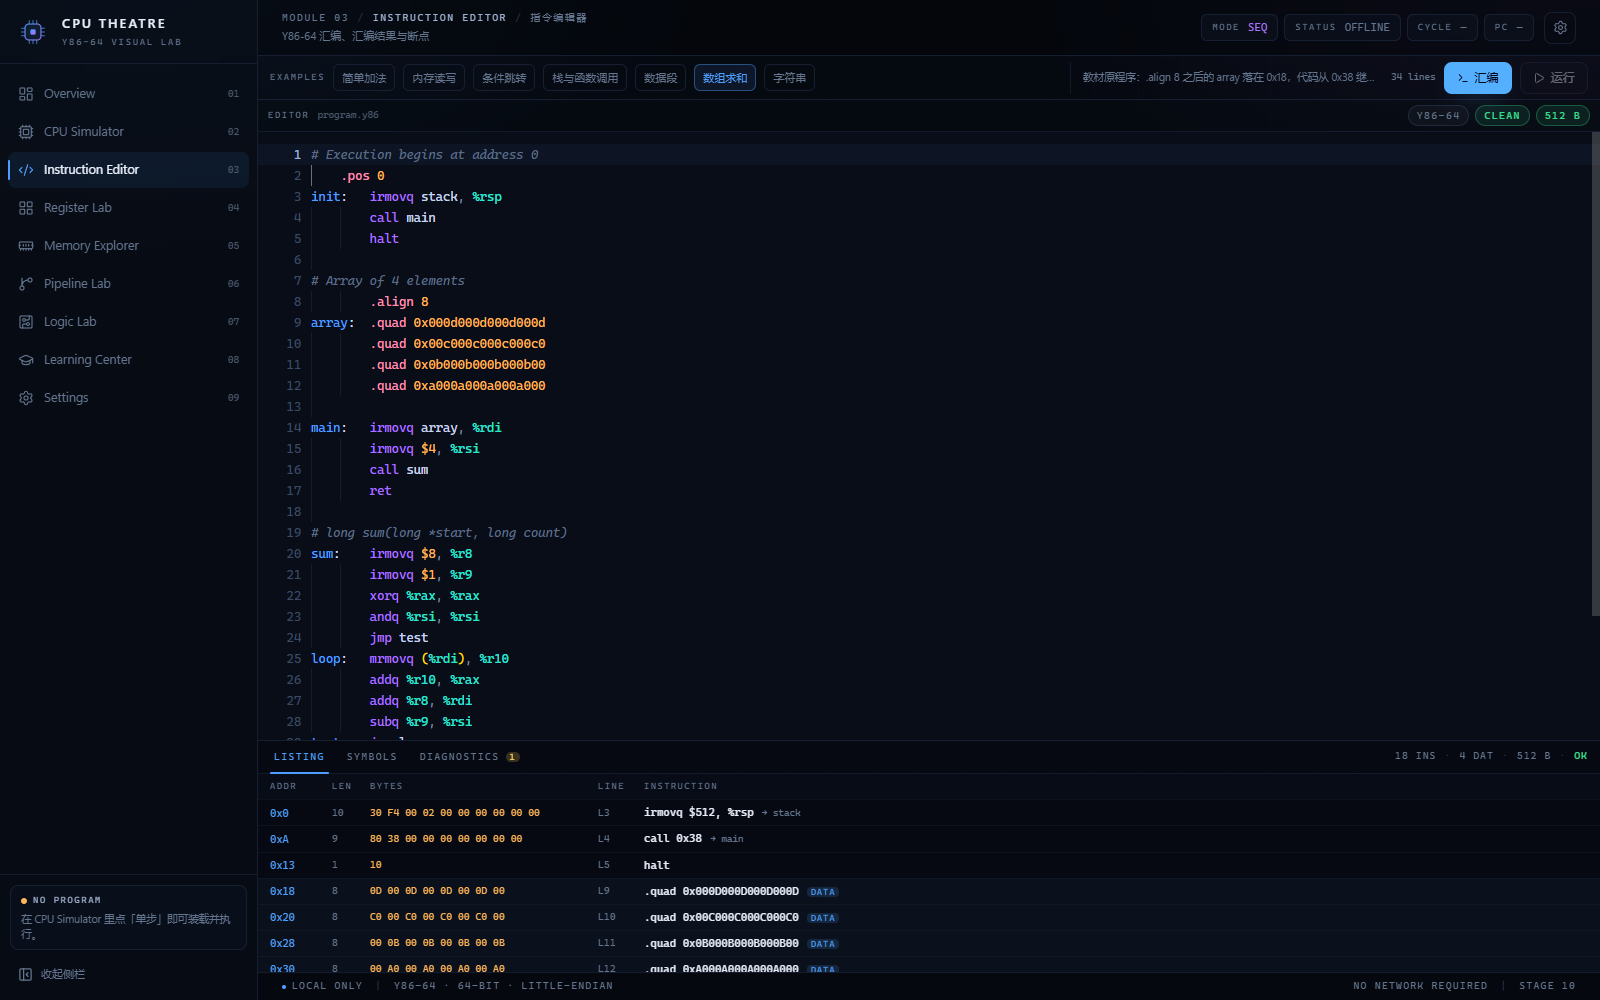 CPU THEATRE
Y86-64 VISUAL LAB
Overview 01
CPU Simulator 02
Instruction Editor 03
Register Lab 04
Memory Explorer 05
Pipeline Lab 06
Logic Lab 07
Learning Center 08
Settings 09
NO PROGRAM
在 CPU Simulator 里点「单步」即可装载并执
行。
收起侧栏
MODULE 03 / INSTRUCTION EDITOR / 指令编辑器
Y86-64 汇编、汇编结果与断点
MODE SEQ
STATUS OFFLINE
CYCLE —
PC —
EXAMPLES 简单加法 内存读写 条件跳转 栈与函数调用 数据段 数组求和 字符串
教材原程序：.align 8 之后的 array 落在 0x18，代码从 0x38 继... 34 lines 汇编 运行
EDITOR program.y86
Y86-64 CLEAN 512 B
1 # Execution begins at address 0
2 .pos 0
3 init: irmovq stack, %rsp
4 call main
5 halt
6
7 # Array of 4 elements
8 .align 8
9 array: .quad 0x000d000d000d000d
10 .quad 0x00c000c000c000c0
11 .quad 0x0b000b000b000b00
12 .quad 0xa000a000a000a000
13
14 main: irmovq array, %rdi
15 irmovq $4, %rsi
16 call sum
17 ret
18
19 # long sum(long *start, long count)
20 sum: irmovq $8, %r8
21 irmovq $1, %r9
22 xorq %rax, %rax
23 andq %rsi, %rsi
24 jmp test
25 loop: mrmovq (%rdi), %r10
26 addq %r10, %rax
27 addq %r8, %rdi
28 subq %r9, %rsi
LISTING SYMBOLS DIAGNOSTICS 1
18 INS · 4 DAT · 512 B · OK
ADDR LEN BYTES LINE INSTRUCTION
0x0 10 30 F4 00 02 00 00 00 00 00 00 L3 irmovq $512, %rsp → stack
0xA 9 80 38 00 00 00 00 00 00 00 L4 call 0x38 → main
0x13 1 10 L5 halt
0x18 8 0D 00 0D 00 0D 00 0D 00 L9 .quad 0x000D000D000D000D DATA
0x20 8 C0 00 C0 00 C0 00 C0 00 L10 .quad 0x00C000C000C000C0 DATA
0x28 8 00 0B 00 0B 00 0B 00 0B L11 .quad 0x0B000B000B000B00 DATA
0x30 8 00 A0 00 A0 00 A0 00 A0 L12 .quad 0xA000A000A000A000 DATA
LOCAL ONLY | Y86-64 · 64-BIT · LITTLE-ENDIAN
NO NETWORK REQUIRED | STAGE 10